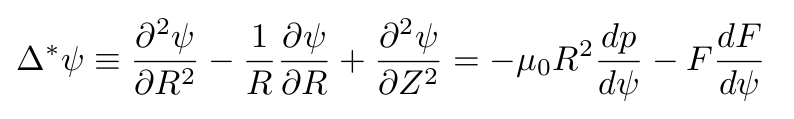 Δ*ψ ≡ ∂²ψ/∂R² − (1/R) ∂ψ/∂R + ∂²ψ/∂Z² = −μ₀R² dp/dψ − F dF/dψ